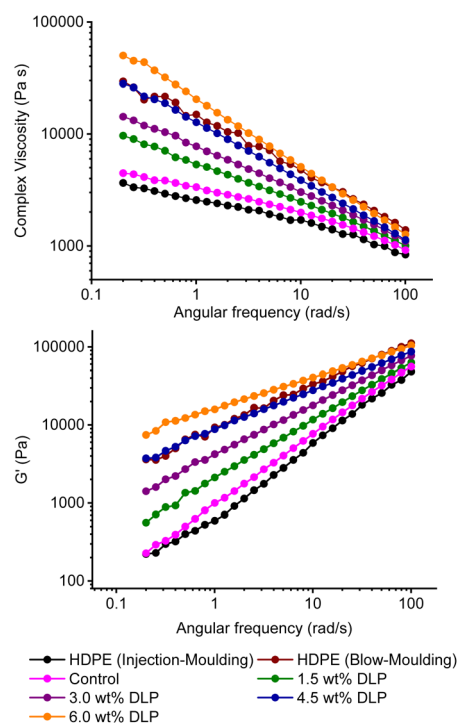 100000
10000
1000
Complex Viscosity (Pa s)
0.1 1 10 100
Angular frequency (rad/s)
100000
10000
1000
100
G' (Pa)
0.1 1 10 100
Angular frequency (rad/s)
HDPE (Injection-Moulding) HDPE (Blow-Moulding)
Control 1.5 wt% DLP
3.0 wt% DLP 4.5 wt% DLP
6.0 wt% DLP